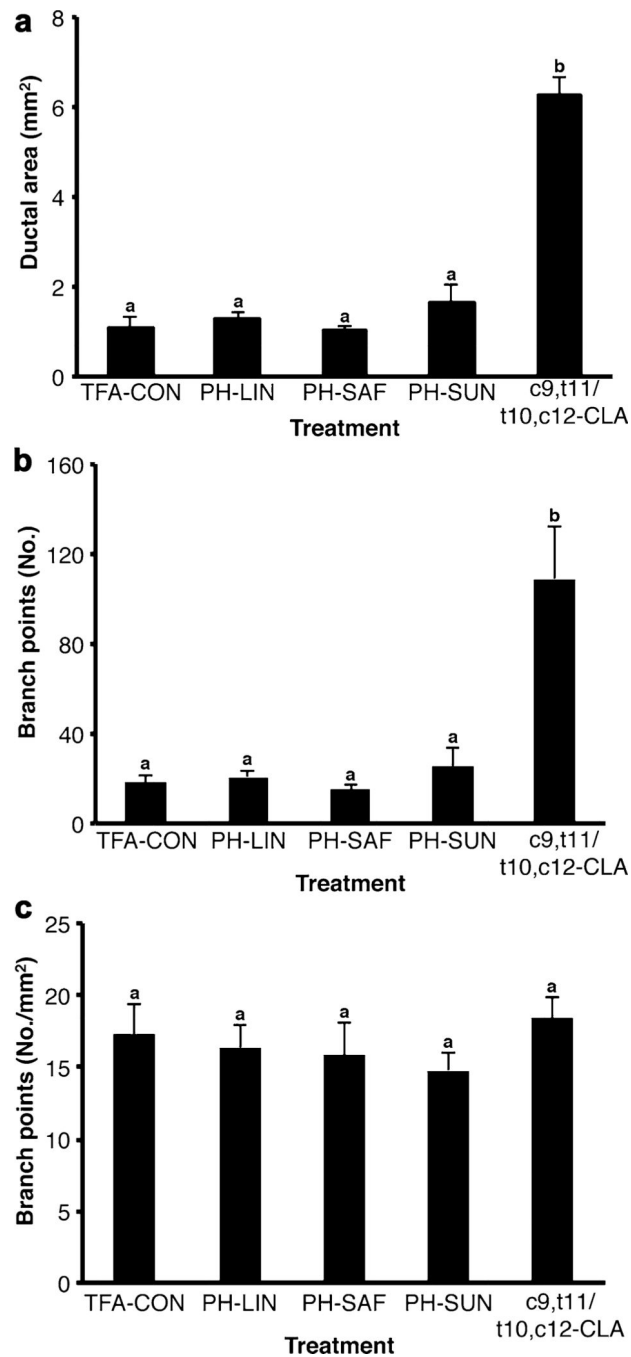 a
Ductal area (mm²)
8
6
4
2
0
a
a
a
a
b
TFA-CON PH-LIN PH-SAF PH-SUN c9,t11/
t10,c12-CLA
Treatment
b
Branch points (No.)
160
120
80
40
0
a
a
a
a
b
TFA-CON PH-LIN PH-SAF PH-SUN c9,t11/
t10,c12-CLA
Treatment
c
Branch points (No./mm²)
25
20
15
10
5
0
a
a
a
a
a
TFA-CON PH-LIN PH-SAF PH-SUN c9,t11/
t10,c12-CLA
Treatment